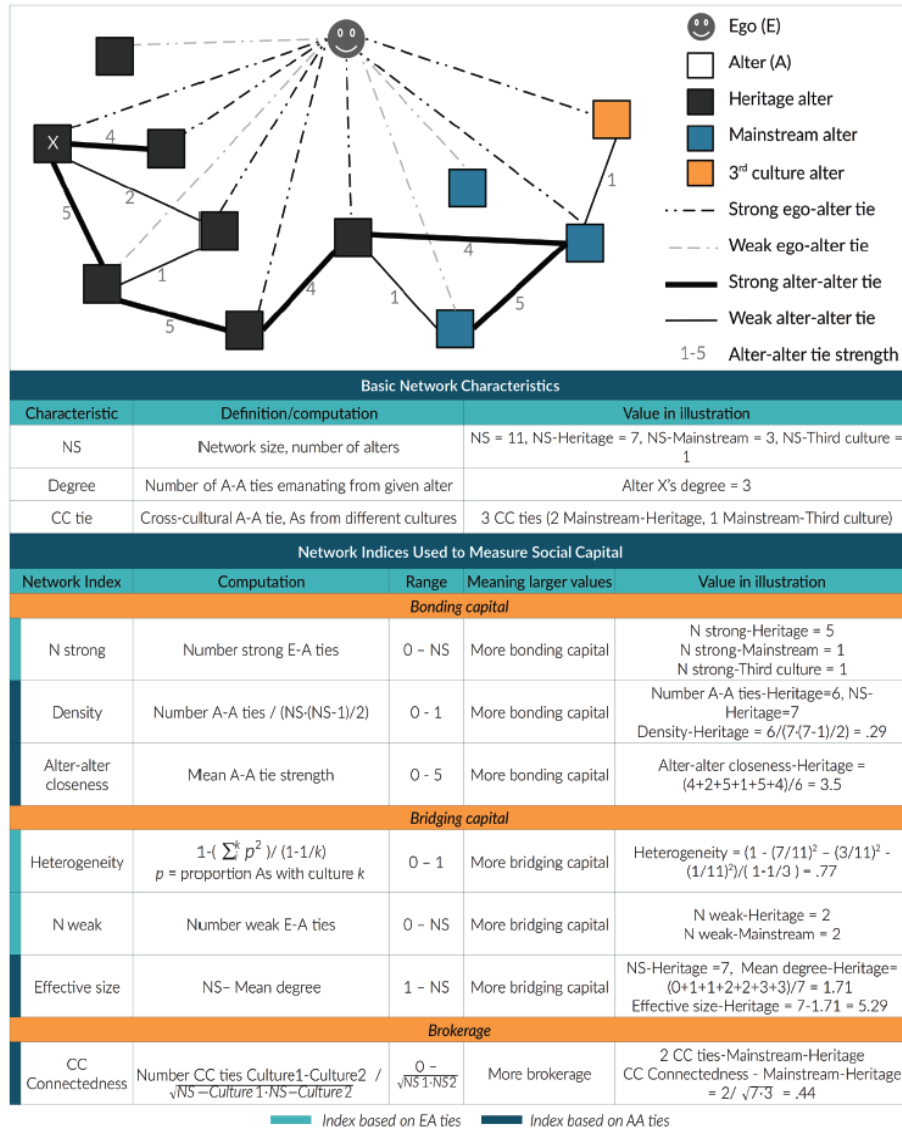 Ego (E)
Alter (A)
Heritage alter
Mainstream alter
3rd culture alter
Strong ego-alter tie
Weak ego-alter tie
Strong alter-alter tie
Weak alter-alter tie
1-5 Alter-alter tie strength
X
4
2
5
1
5
4
4
1
5
1
Basic Network Characteristics
Characteristic Definition/computation Value in illustration
NS Network size, number of alters NS = 11, NS-Heritage = 7, NS-Mainstream = 3, NS-Third culture =
1
Degree Number of A-A ties emanating from given alter Alter X's degree = 3
CC tie Cross-cultural A-A tie, As from different cultures 3 CC ties (2 Mainstream-Heritage, 1 Mainstream-Third culture)
Network Indices Used to Measure Social Capital
Network Index Computation Range Meaning larger values Value in illustration
Bonding capital
N strong Number strong E-A ties 0 – NS More bonding capital N strong-Heritage = 5
N strong-Mainstream = 1
N strong-Third culture = 1
Density Number A-A ties / (NS·(NS-1)/2) 0 - 1 More bonding capital Number A-A ties-Heritage=6, NS-
Heritage=7
Density-Heritage = 6/(7·(7-1)/2) = .29
Alter-alter
closeness Mean A-A tie strength 0 - 5 More bonding capital Alter-alter closeness-Heritage =
(4+2+5+1+5+4)/6 = 3.5
Bridging capital
Heterogeneity 1-( ∑ᵢᵏ p² )/ (1-1/k)
p = proportion As with culture k 0 – 1 More bridging capital Heterogeneity = (1 - (7/11)² – (3/11)² -
(1/11)²)/( 1-1/3 ) = .77
N weak Number weak E-A ties 0 – NS More bridging capital N weak-Heritage = 2
N weak-Mainstream = 2
Effective size NS– Mean degree 1 – NS More bridging capital NS-Heritage =7, Mean degree-Heritage=
(0+1+1+2+2+3+3)/7 = 1.71
Effective size-Heritage = 7-1.71 = 5.29
Brokerage
CC
Connectedness Number CC ties Culture1-Culture2 /
√NS –Culture 1·NS–Culture 2 0 –
√NS 1·NS2 More brokerage 2 CC ties-Mainstream-Heritage
CC Connectedness - Mainstream-Heritage
= 2/ √7·3 = .44
Index based on EA ties Index based on AA ties